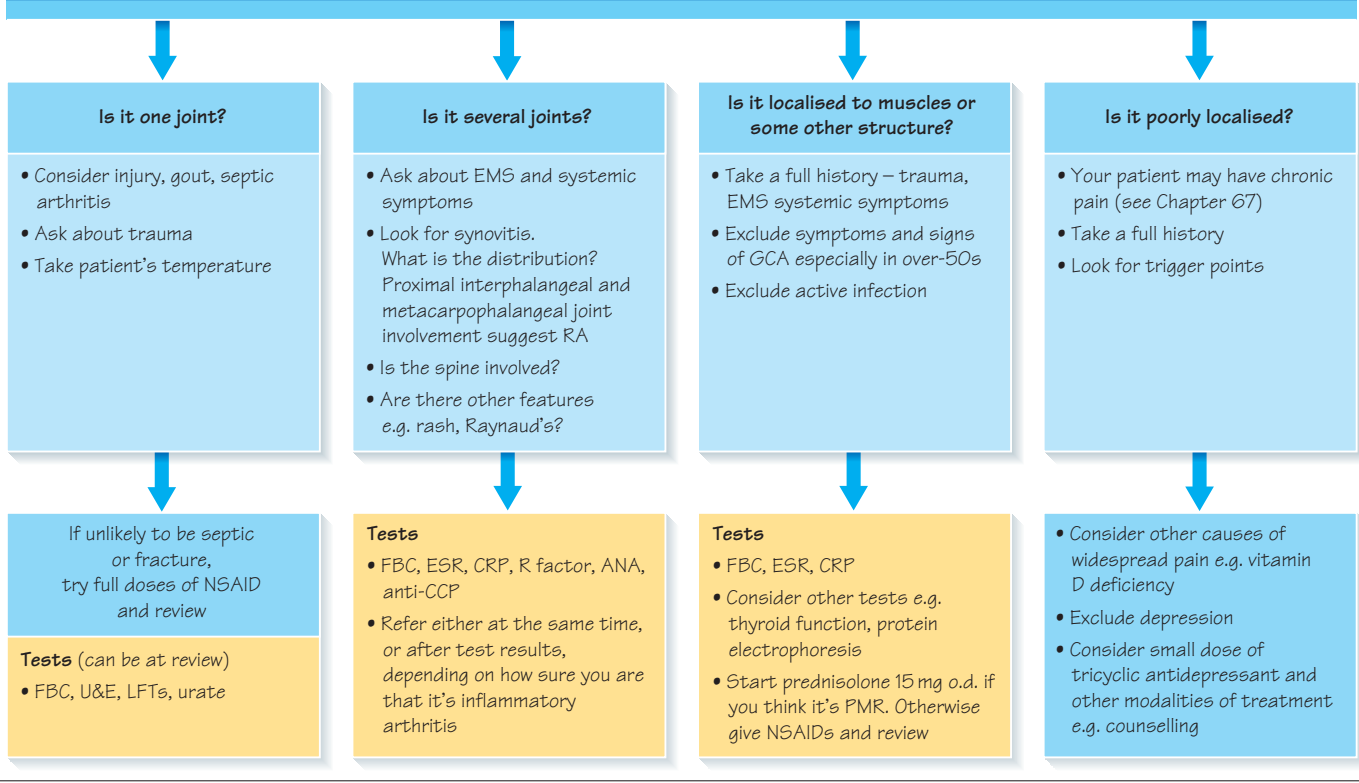 Is it one joint?
• Consider injury, gout, septic
arthritis
• Ask about trauma
• Take patient's temperature
If unlikely to be septic
or fracture,
try full doses of NSAID
and review
Tests (can be at review)
• FBC, U&E, LFTs, urate
Is it several joints?
• Ask about EMS and systemic
symptoms
• Look for synovitis.
What is the distribution?
Proximal interphalangeal and
metacarpophalangeal joint
involvement suggest RA
• Is the spine involved?
• Are there other features
e.g. rash, Raynaud's?
Tests
• FBC, ESR, CRP, R factor, ANA,
anti-CCP
• Refer either at the same time,
or after test results,
depending on how sure you are
that it's inflammatory
arthritis
Is it localised to muscles or
some other structure?
• Take a full history – trauma,
EMS systemic symptoms
• Exclude symptoms and signs
of GCA especially in over-50s
• Exclude active infection
Tests
• FBC, ESR, CRP
• Consider other tests e.g.
thyroid function, protein
electrophoresis
• Start prednisolone 15 mg o.d. if
you think it's PMR. Otherwise
give NSAIDs and review
Is it poorly localised?
• Your patient may have chronic
pain (see Chapter 67)
• Take a full history
• Look for trigger points
• Consider other causes of
widespread pain e.g. vitamin
D deficiency
• Exclude depression
• Consider small dose of
tricyclic antidepressant and
other modalities of treatment
e.g. counselling